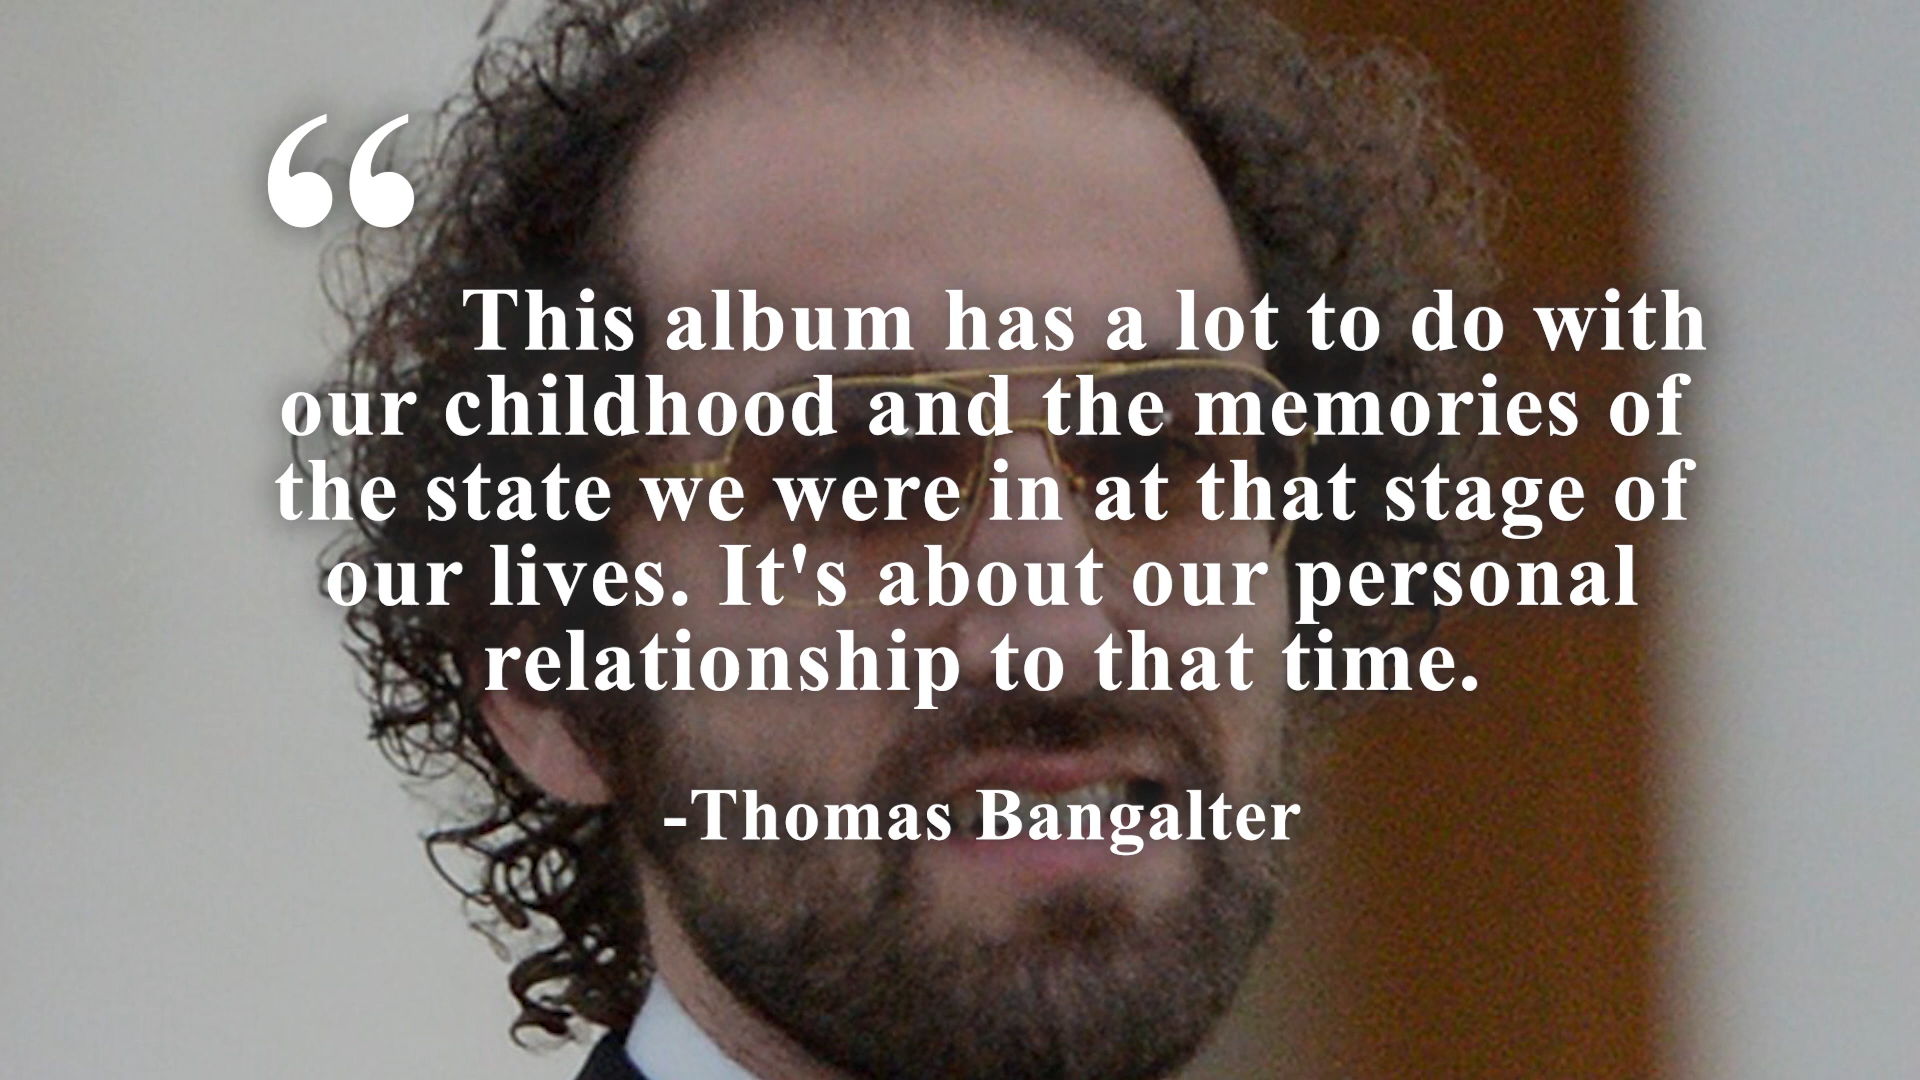 “
This album has a lot to do with
our childhood and the memories of
the state we were in at that stage of
our lives. It's about our personal
relationship to that time.
-Thomas Bangalter